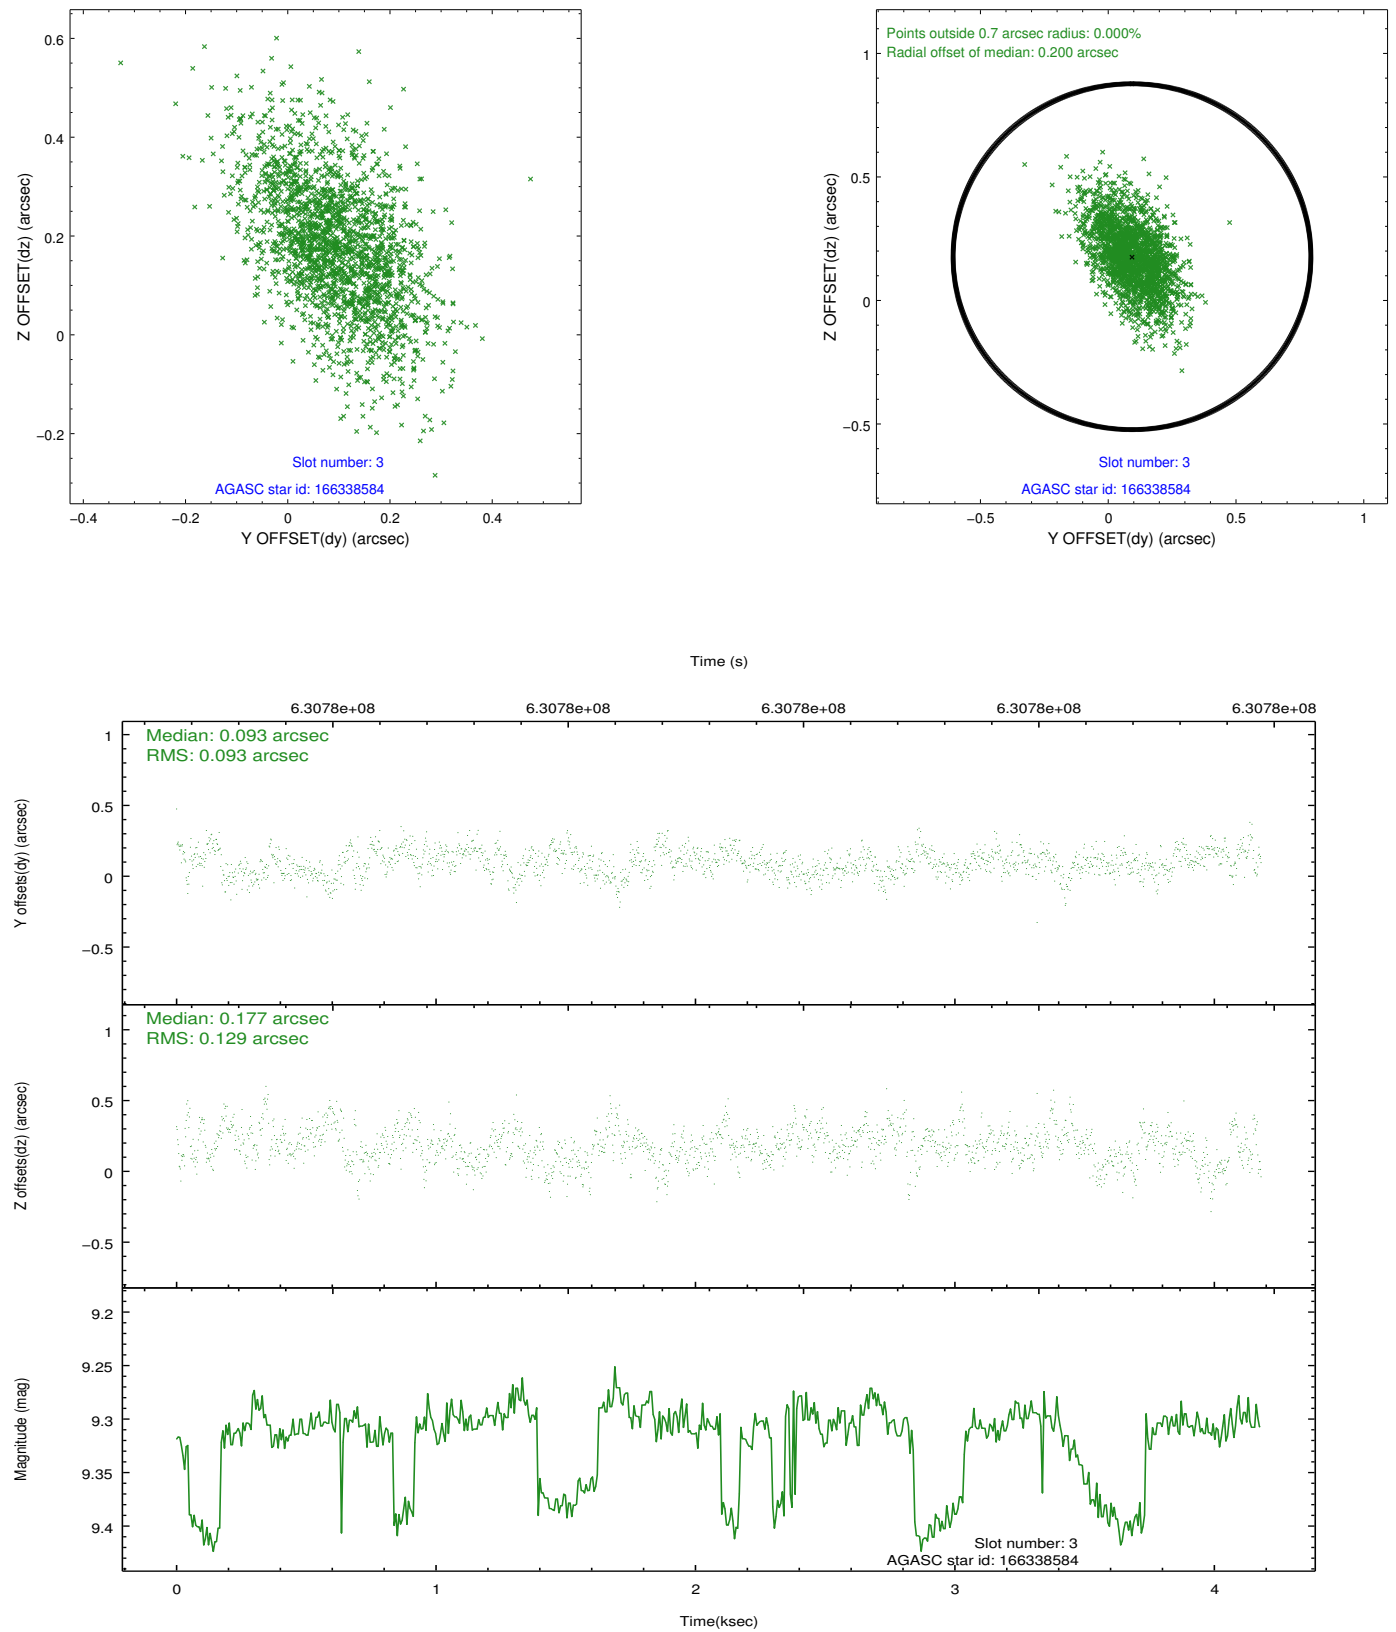 0.6
0.4
0.2
0
−0.2
Z OFFSET(dz) (arcsec)
Slot number: 3
AGASC star id: 166338584
−0.4
−0.2
0
0.2
0.4
Y OFFSET(dy) (arcsec)
Points outside 0.7 arcsec radius: 0.000%
Radial offset of median: 0.200 arcsec
1
0.5
0
−0.5
Z OFFSET(dz) (arcsec)
Slot number: 3
AGASC star id: 166338584
−0.5
0
0.5
1
Y OFFSET(dy) (arcsec)
Time (s)
6.3078e+08 6.3078e+08 6.3078e+08 6.3078e+08 6.3078e+08
Median: 0.093 arcsec
RMS: 0.093 arcsec
1
0.5
0
−0.5
Y offsets(dy) (arcsec)
Median: 0.177 arcsec
RMS: 0.129 arcsec
1
0.5
0
−0.5
Z offsets(dz) (arcsec)
9.2
9.25
9.3
9.35
9.4
Magnitude (mag)
Slot number: 3
AGASC star id: 166338584
0 1 2 3 4
Time(ksec)